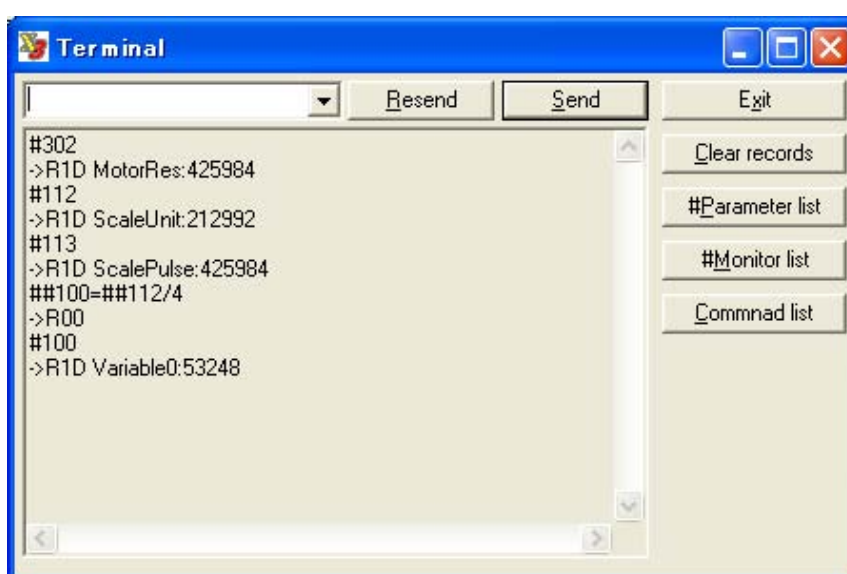 Terminal
Resend
Send
Exit
#302
->R1D MotorRes:425984
#112
->R1D ScaleUnit:212992
#113
->R1D ScalePulse:425984
##100=##112/4
->R00
#100
->R1D Variable0:53248
Clear records
#Parameter list
#Monitor list
Commnad list